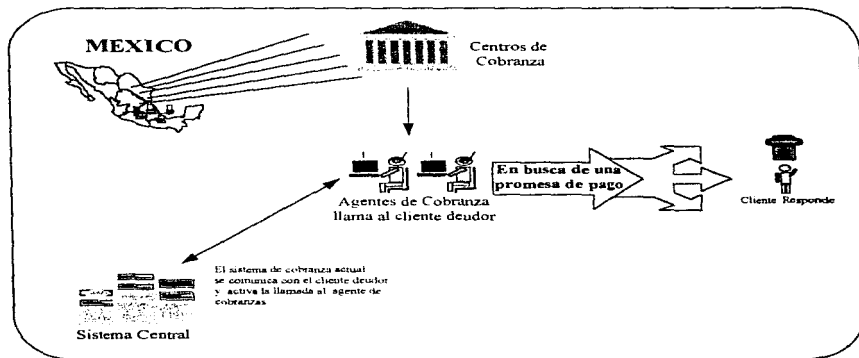 MEXICO
Centros de
Cobranza
Agentes de Cobranza
llama al cliente deudor
En busca de una
promesa de pago
Cliente Responde
El sistema de cobranza actual
se comunica con el cliente deudor
y activa la llamada al agente de
cobranzas
Sistema Central